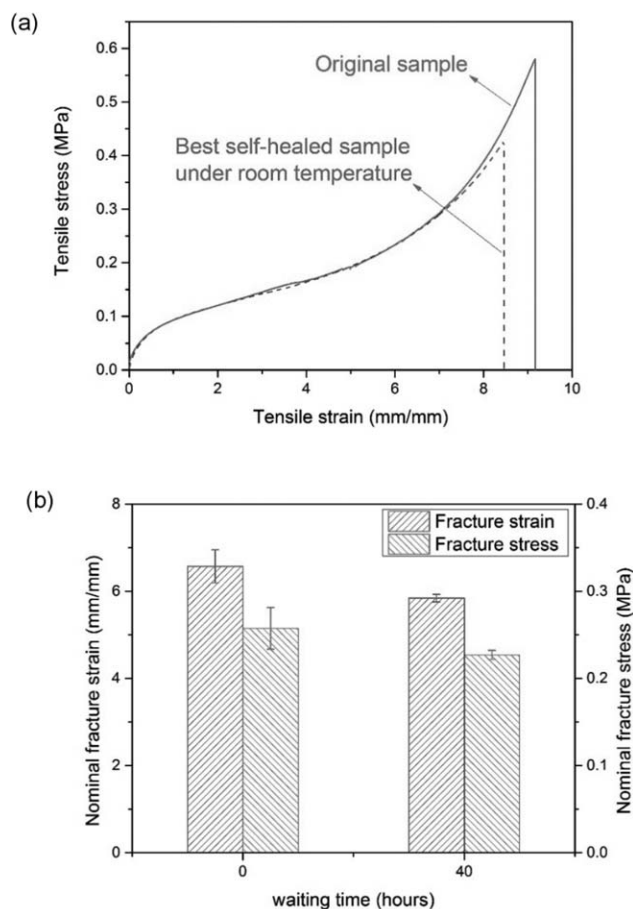 (a)
Tensile stress (MPa)
0.6
0.5
0.4
0.3
0.2
0.1
0.0
Original sample
Best self-healed sample
under room temperature
0 2 4 6 8 10
Tensile strain (mm/mm)
(b)
Nominal fracture strain (mm/mm)
8
6
4
2
0
Fracture strain
Fracture stress
0.4
0.3
0.2
0.1
0.0
Nominal fracture stress (MPa)
0 40
waiting time (hours)